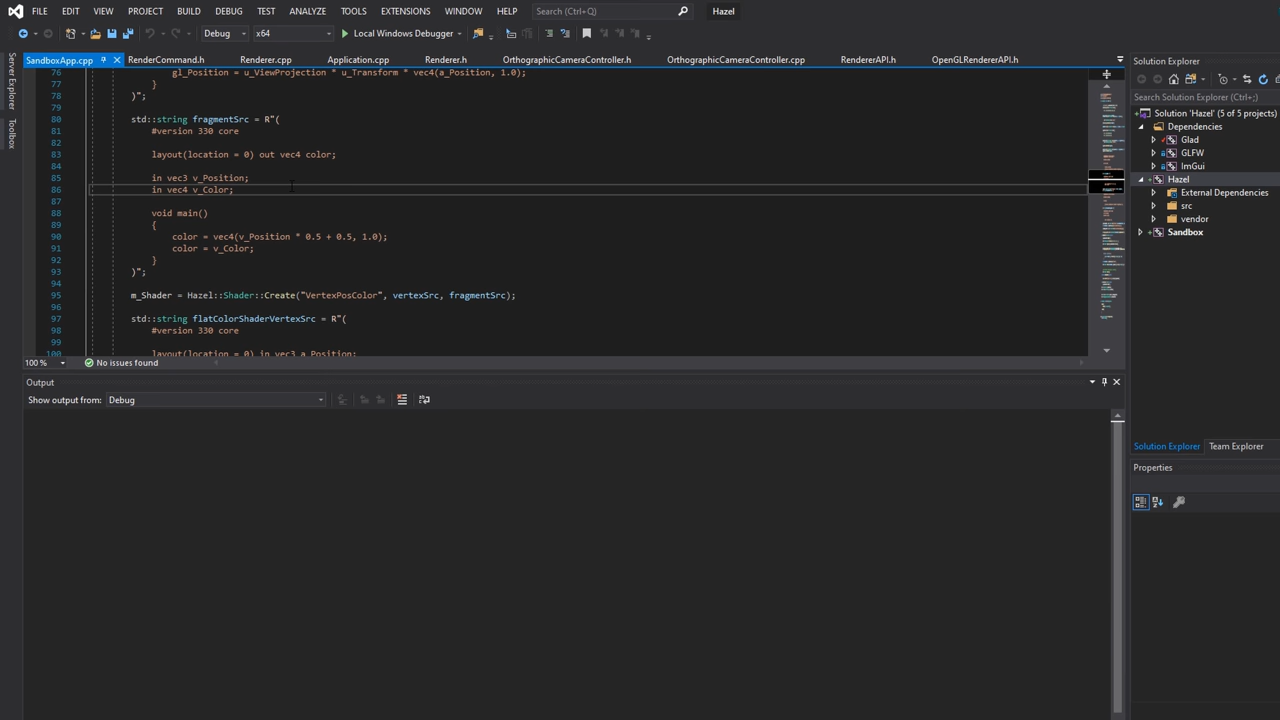 FILE EDIT VIEW PROJECT BUILD DEBUG TEST ANALYZE TOOLS EXTENSIONS WINDOW HELP Search (Ctrl+Q) Hazel
Debug x64 Local Windows Debugger
Server Explorer
Toolbox
SandboxApp.cpp RenderCommand.h Renderer.cpp Application.cpp Renderer.h OrthographicCameraController.h OrthographicCameraController.cpp RendererAPI.h OpenGLRendererAPI.h
76 gl_Position = u_ViewProjection * u_Transform * vec4(a_Position, 1.0);
77 }
78 )";
79
80 std::string fragmentSrc = R"(
81 #version 330 core
82
83 layout(location = 0) out vec4 color;
84
85 in vec3 v_Position;
86 in vec4 v_Color;
87
88 void main()
89 {
90 color = vec4(v_Position * 0.5 + 0.5, 1.0);
91 color = v_Color;
92 }
93 )";
94
95 m_Shader = Hazel::Shader::Create("VertexPosColor", vertexSrc, fragmentSrc);
96
97 std::string flatColorShaderVertexSrc = R"(
98 #version 330 core
99
100 layout(location = 0) in vec3 a_Position;
100 % No issues found
Output
Show output from: Debug
Solution Explorer
Search Solution Explorer (Ctrl+;)
Solution 'Hazel' (5 of 5 projects)
Dependencies
Glad
GLFW
ImGui
Hazel
External Dependencies
src
vendor
Sandbox
Solution Explorer Team Explorer
Properties